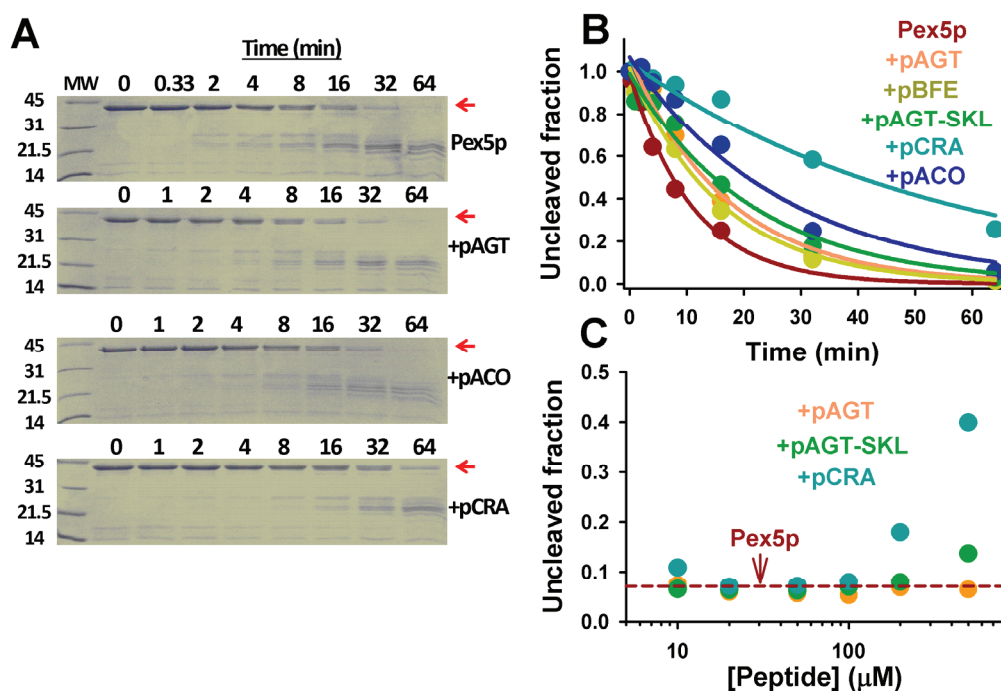 A
Time (min)
MW 0 0.33 2 4 8 16 32 64
45
31
21.5
14
Pex5p
0 1 2 4 8 16 32 64
45
31
21.5
14
+pAGT
0 1 2 4 8 16 32 64
45
31
21.5
14
+pACO
0 1 2 4 8 16 32 64
45
31
21.5
14
+pCRA
B
Pex5p
+pAGT
+pBFE
+pAGT-SKL
+pCRA
+pACO
Uncleaved fraction
1.0
0.8
0.6
0.4
0.2
0.0
0 10 20 30 40 50 60
Time (min)
C
+pAGT
+pAGT-SKL
+pCRA
Pex5p
Uncleaved fraction
0.5
0.4
0.3
0.2
0.1
0.0
10 100
[Peptide] (μM)